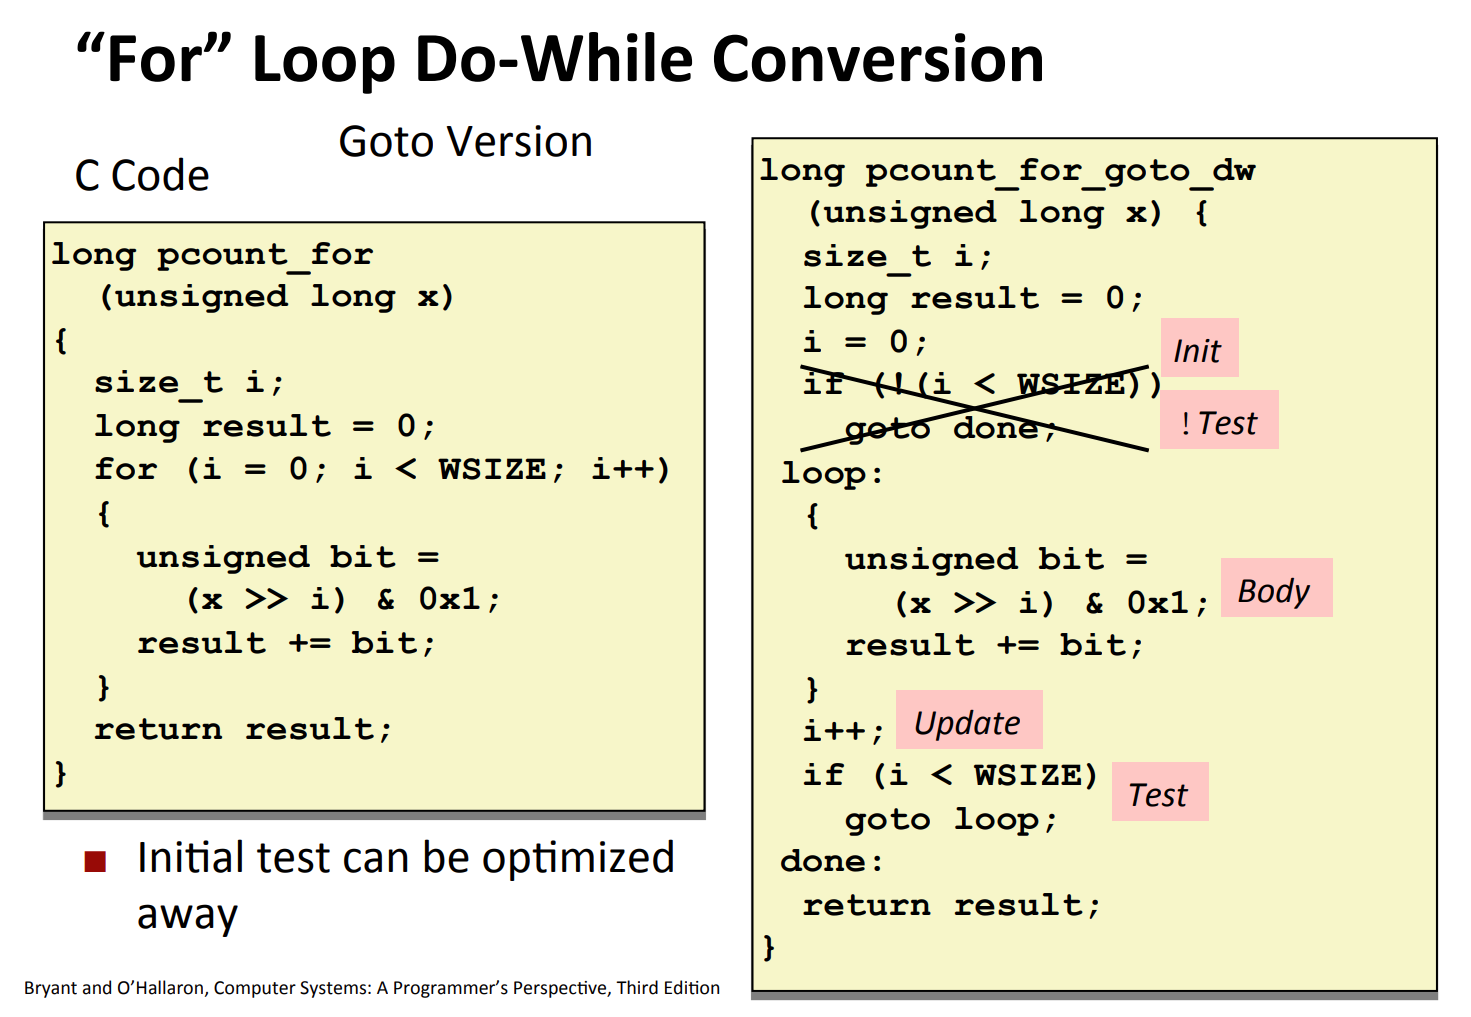 “For” Loop Do-While Conversion
Goto Version
C Code
long pcount_for
(unsigned long x)
{
size_t i;
long result = 0;
for (i = 0; i < WSIZE; i++)
{
unsigned bit =
(x >> i) & 0x1;
result += bit;
}
return result;
}
Initial test can be optimized
away
long pcount_for_goto_dw
(unsigned long x) {
size_t i;
long result = 0;
i = 0;
Init
if (!(i < WSIZE))
goto done;
! Test
loop:
{
unsigned bit =
(x >> i) & 0x1;
Body
result += bit;
}
i++;
Update
if (i < WSIZE)
Test
goto loop;
done:
return result;
}
Bryant and O’Hallaron, Computer Systems: A Programmer’s Perspective, Third Edition